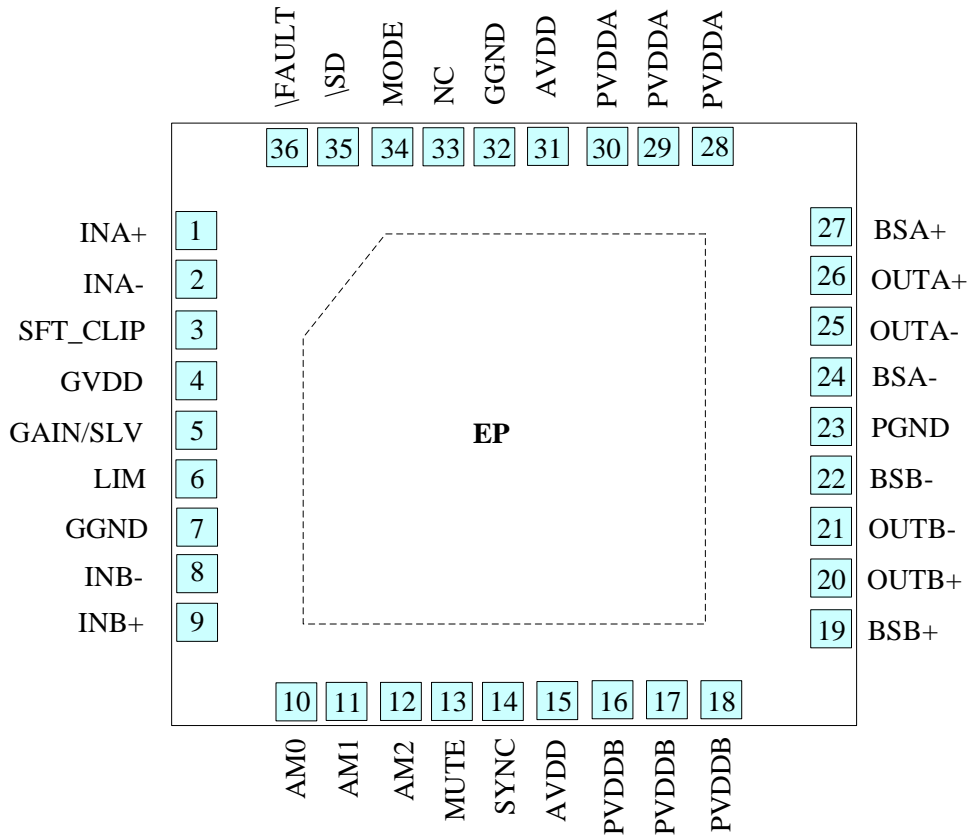 \FAULT
\SD
MODE
NC
GGND
AVDD
PVDDA
PVDDA
PVDDA
36 35 34 33 32 31 30 29 28
INA+ 1
INA- 2
SFT_CLIP 3
GVDD 4
GAIN/SLV 5
LIM 6
GGND 7
INB- 8
INB+ 9
EP
27 BSA+
26 OUTA+
25 OUTA-
24 BSA-
23 PGND
22 BSB-
21 OUTB-
20 OUTB+
19 BSB+
10 11 12 13 14 15 16 17 18
AM0
AM1
AM2
MUTE
SYNC
AVDD
PVDDB
PVDDB
PVDDB